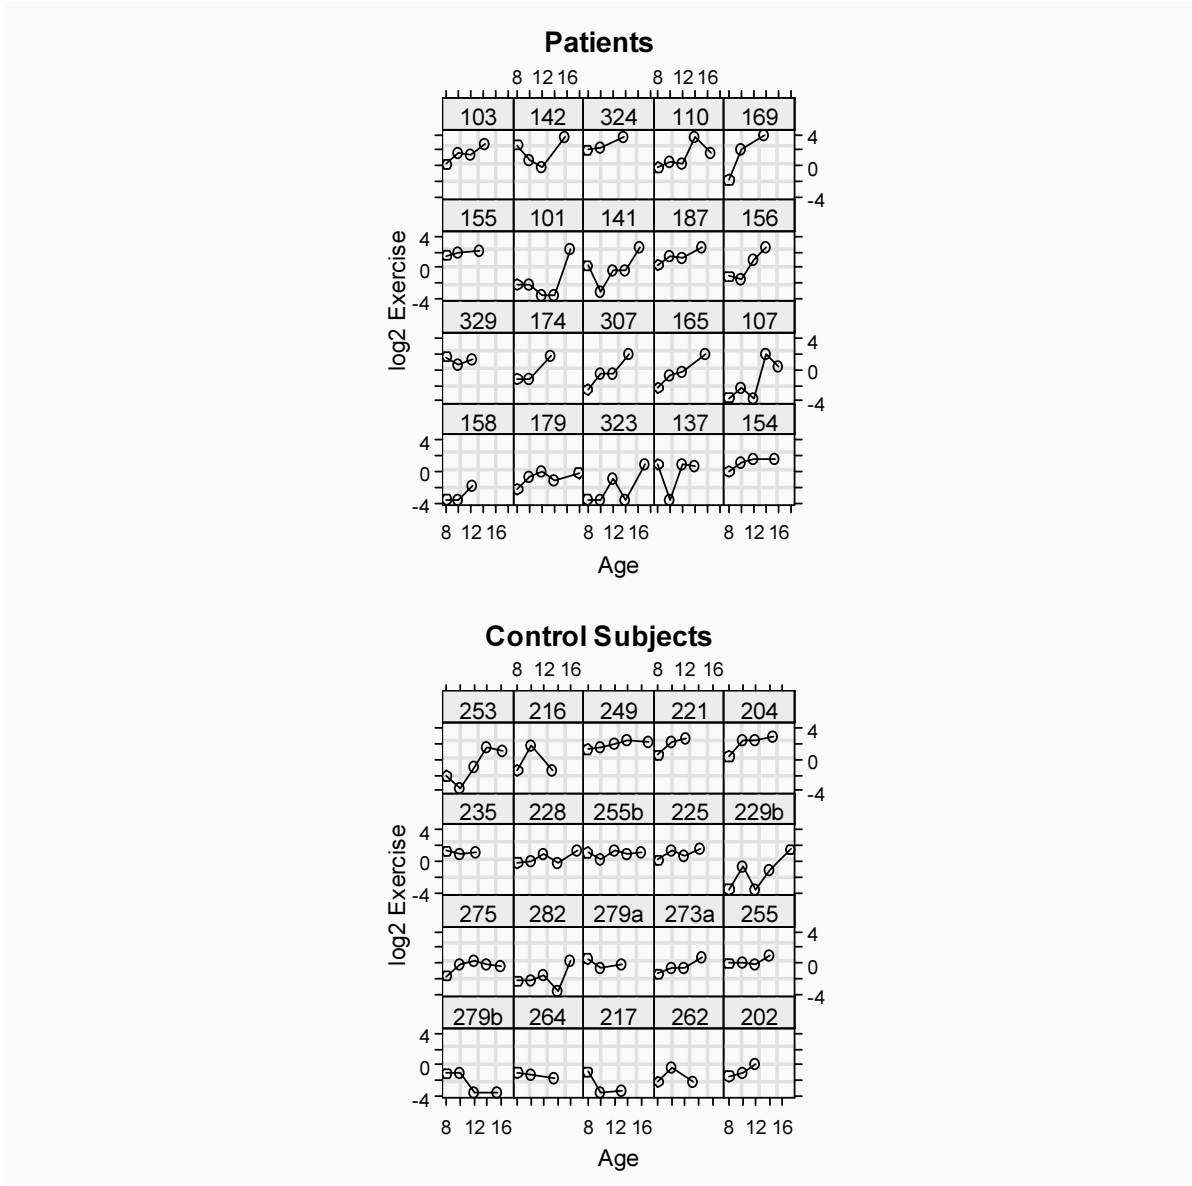 Patients
8 12 16 8 12 16
103 142 324 110 169
4
0
-4
155 101 141 187 156
4
0
-4
329 174 307 165 107
4
0
-4
158 179 323 137 154
4
0
-4
8 12 16 8 12 16 8 12 16
log2 Exercise
Age
Control Subjects
8 12 16 8 12 16
253 216 249 221 204
4
0
-4
235 228 255b 225 229b
4
0
-4
275 282 279a 273a 255
4
0
-4
279b 264 217 262 202
4
0
-4
8 12 16 8 12 16 8 12 16
log2 Exercise
Age